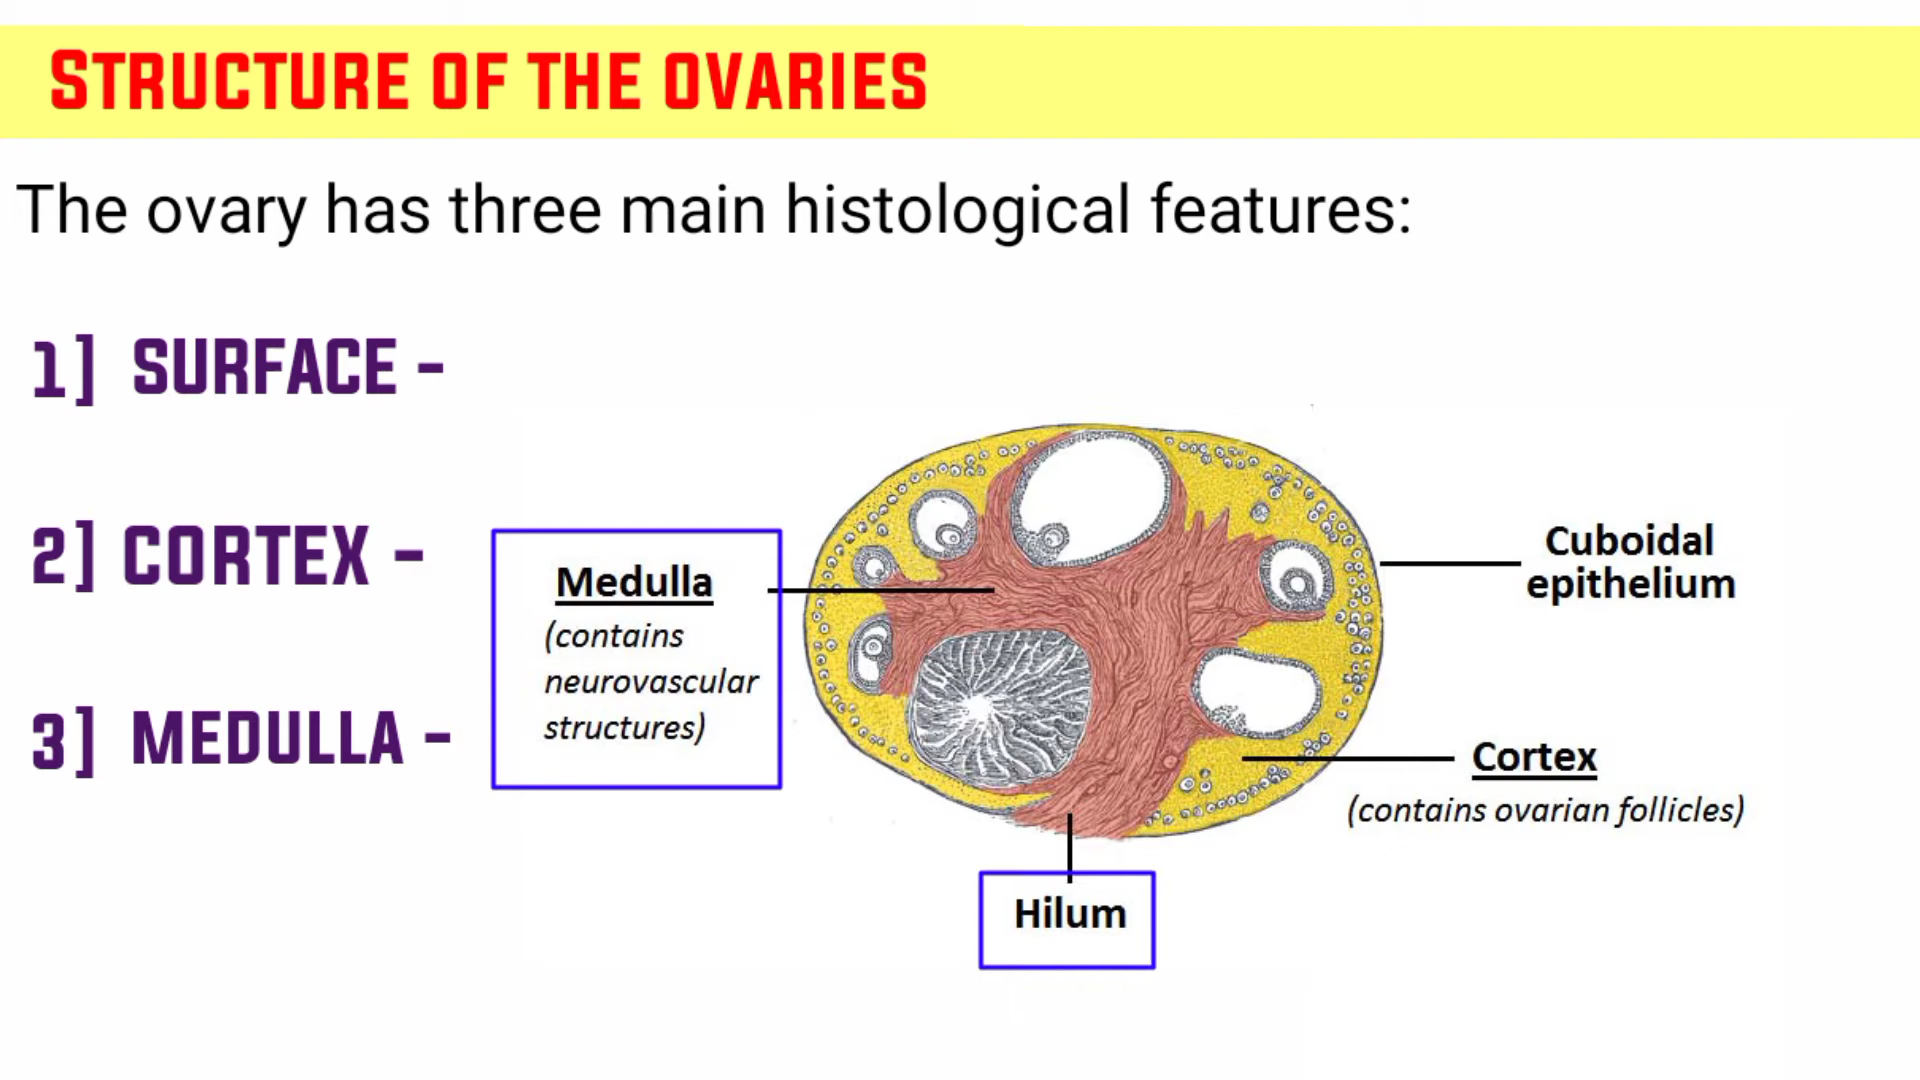 STRUCTURE OF THE OVARIES
The ovary has three main histological features:
1] SURFACE -
2] CORTEX -
3] MEDULLA -
Medulla
(contains
neurovascular
structures)
Cuboidal
epithelium
Cortex
(contains ovarian follicles)
Hilum